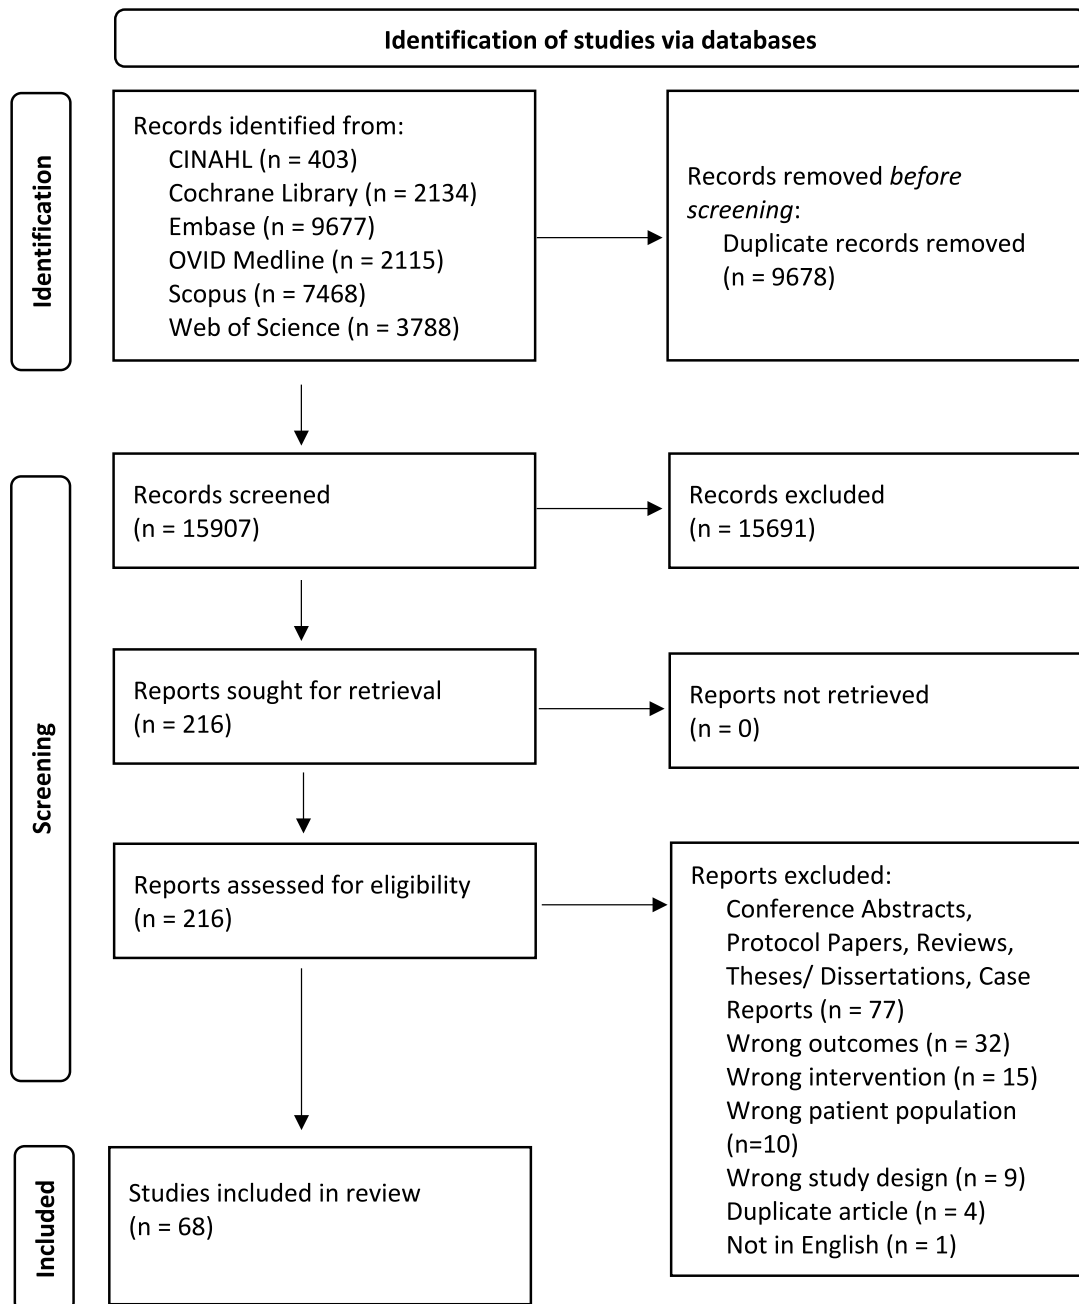 Identification of studies via databases
Identification
Records identified from:
CINAHL (n = 403)
Cochrane Library (n = 2134)
Embase (n = 9677)
OVID Medline (n = 2115)
Scopus (n = 7468)
Web of Science (n = 3788)
Records removed before
screening:
Duplicate records removed
(n = 9678)
Screening
Records screened
(n = 15907)
Records excluded
(n = 15691)
Reports sought for retrieval
(n = 216)
Reports not retrieved
(n = 0)
Reports assessed for eligibility
(n = 216)
Reports excluded:
Conference Abstracts,
Protocol Papers, Reviews,
Theses/ Dissertations, Case
Reports (n = 77)
Wrong outcomes (n = 32)
Wrong intervention (n = 15)
Wrong patient population
(n=10)
Wrong study design (n = 9)
Duplicate article (n = 4)
Not in English (n = 1)
Included
Studies included in review
(n = 68)